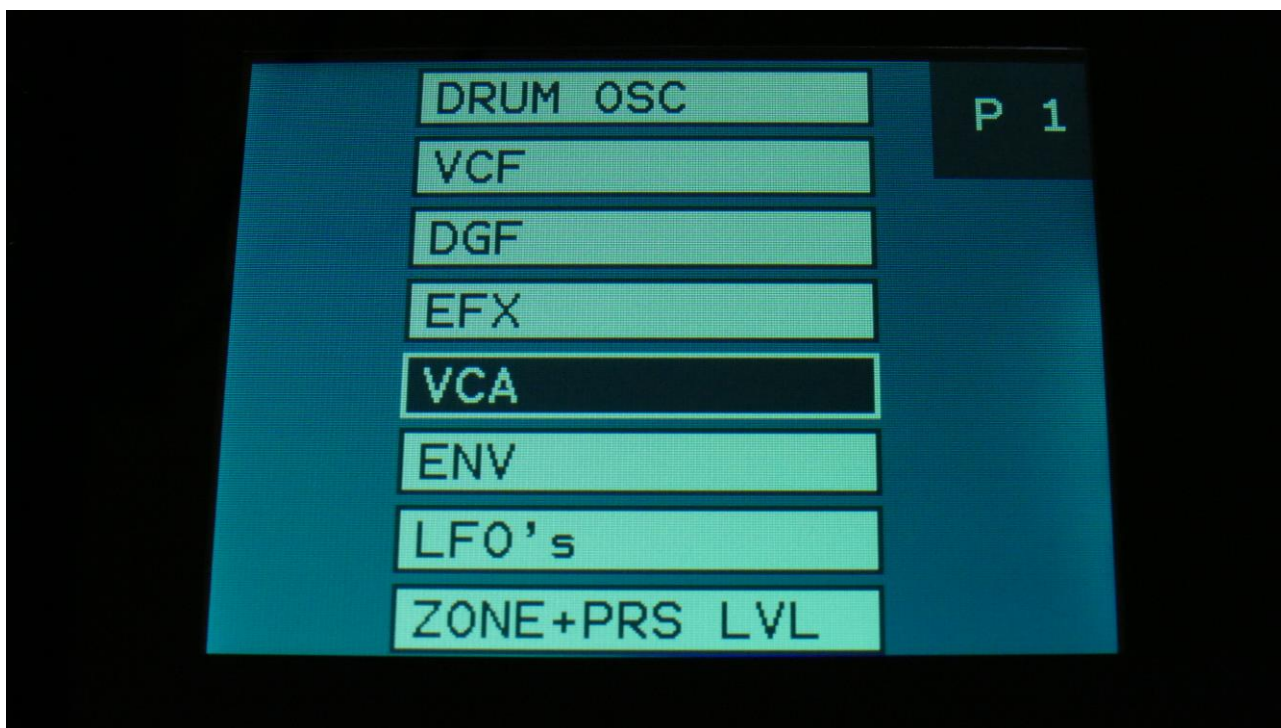 DRUM OSC
P 1
VCF
DGF
EFX
VCA
ENV
LFO's
ZONE+PRS LVL